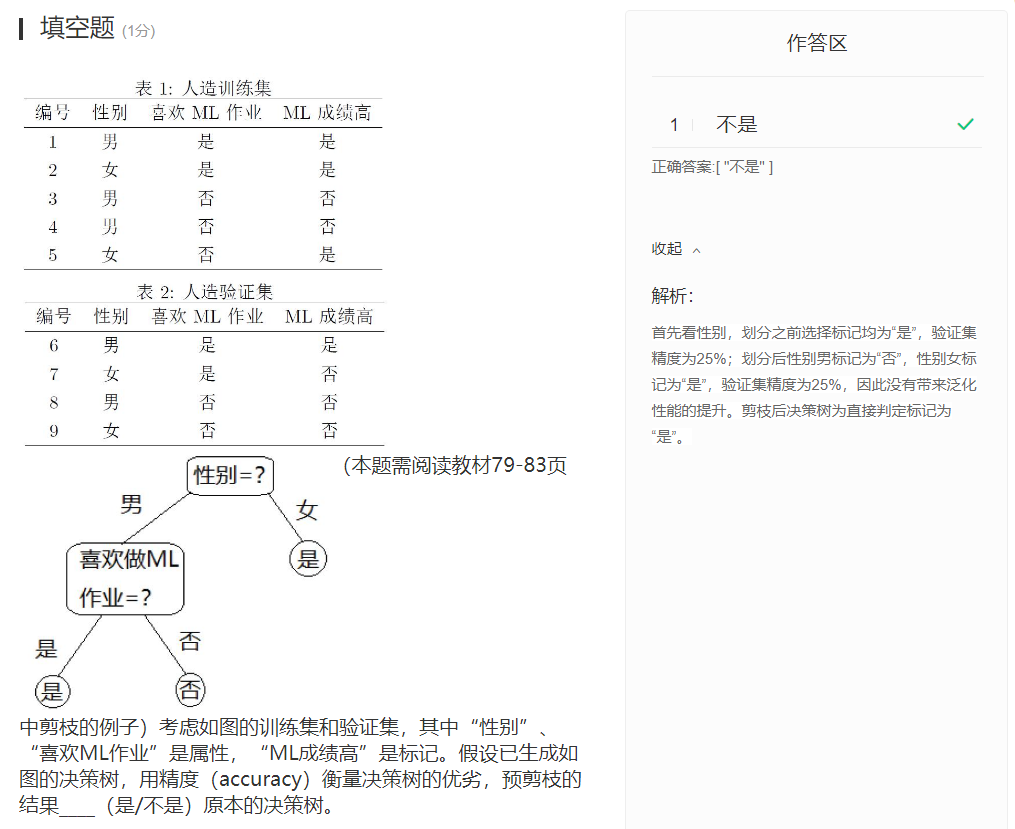 填空题 (1分)
表 1: 人造训练集
编号 性别 喜欢 ML 作业 ML 成绩高
1 男 是 是
2 女 是 是
3 男 否 否
4 男 否 否
5 女 否 是
表 2: 人造验证集
编号 性别 喜欢 ML 作业 ML 成绩高
6 男 是 是
7 女 是 否
8 男 否 否
9 女 否 否
(本题需阅读教材79-83页
性别=?
男
女
喜欢做ML
作业=?
是
是
否
是
否
中剪枝的例子）考虑如图的训练集和验证集，其中“性别”、
“喜欢ML作业”是属性，“ML成绩高”是标记。假设已生成如
图的决策树，用精度（accuracy）衡量决策树的优劣，预剪枝的
结果____（是/不是）原本的决策树。
作答区
1 不是
正确答案:[ "不是" ]
收起
解析：
首先看性别，划分之前选择标记均为“是”，验证集
精度为25%；划分后性别男标记为“否”，性别女标
记为“是”，验证集精度为25%，因此没有带来泛化
性能的提升。剪枝后决策树为直接判定标记为
“是”。